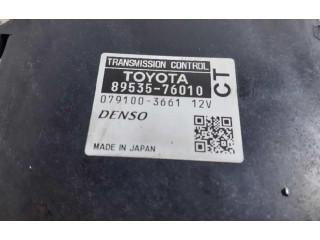 TRANSMISSION CONTROL
TOYOTA
89535-76010
CT
079100-3661 12V
DENSO
MADE IN JAPAN